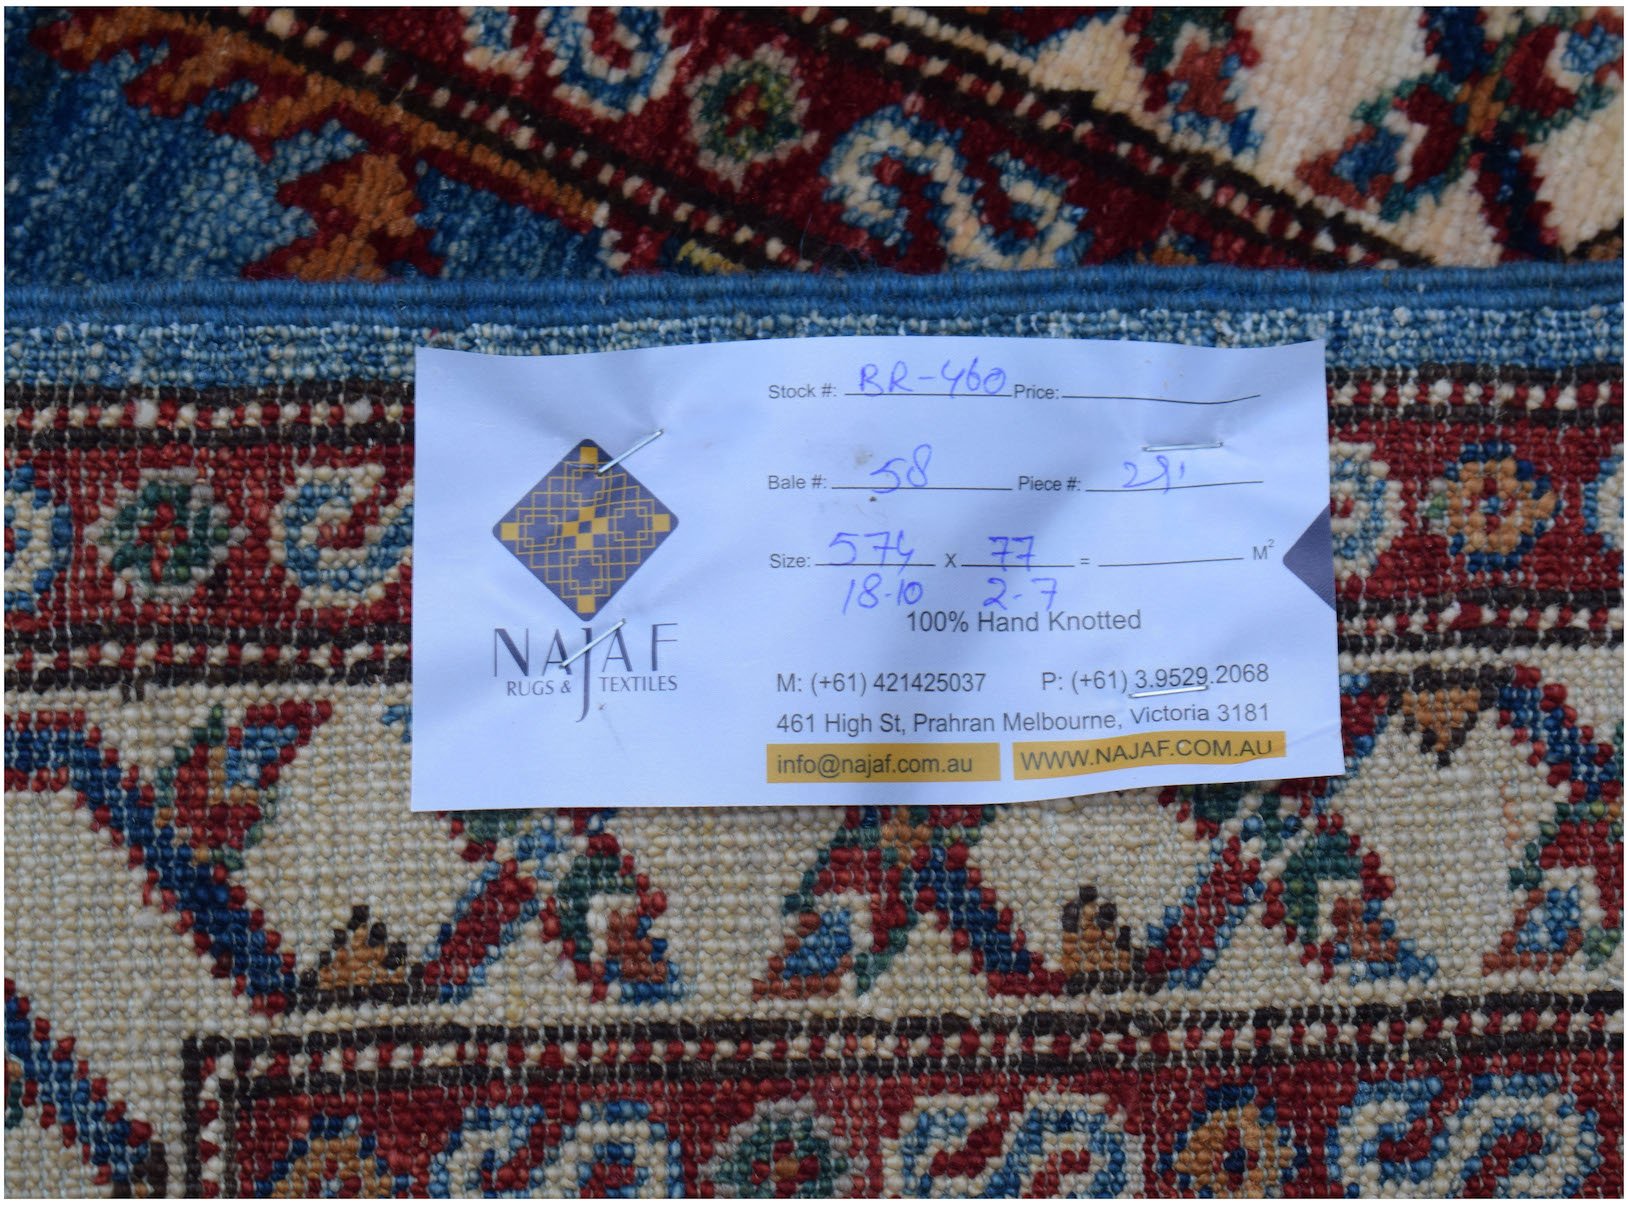 Stock #: BR-460 Price:
Bale #: 58 Piece #:
Size: 574 x 77 = M²
18-10 2-7
100% Hand Knotted
NAJAF
RUGS & TEXTILES
M: (+61) 421425037 P: (+61) 3.9529.2068
461 High St, Prahran Melbourne, Victoria 3181
info@najaf.com.au WWW.NAJAF.COM.AU